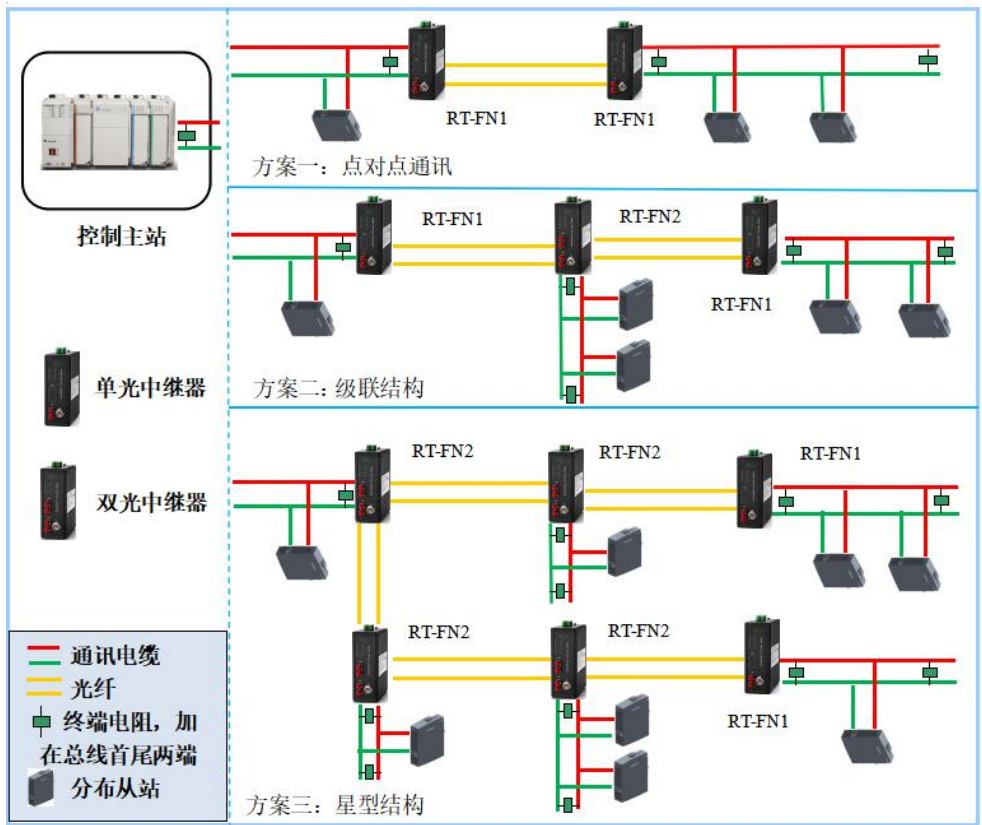 RT-FN1
RT-FN1
方案一：点对点通讯
控制主站
RT-FN1
RT-FN2
RT-FN1
方案二：级联结构
单光中继器
双光中继器
RT-FN2
RT-FN2
RT-FN1
RT-FN2
RT-FN2
RT-FN1
方案三：星型结构
通讯电缆
光纤
终端电阻，加
在总线首尾两端
分布从站